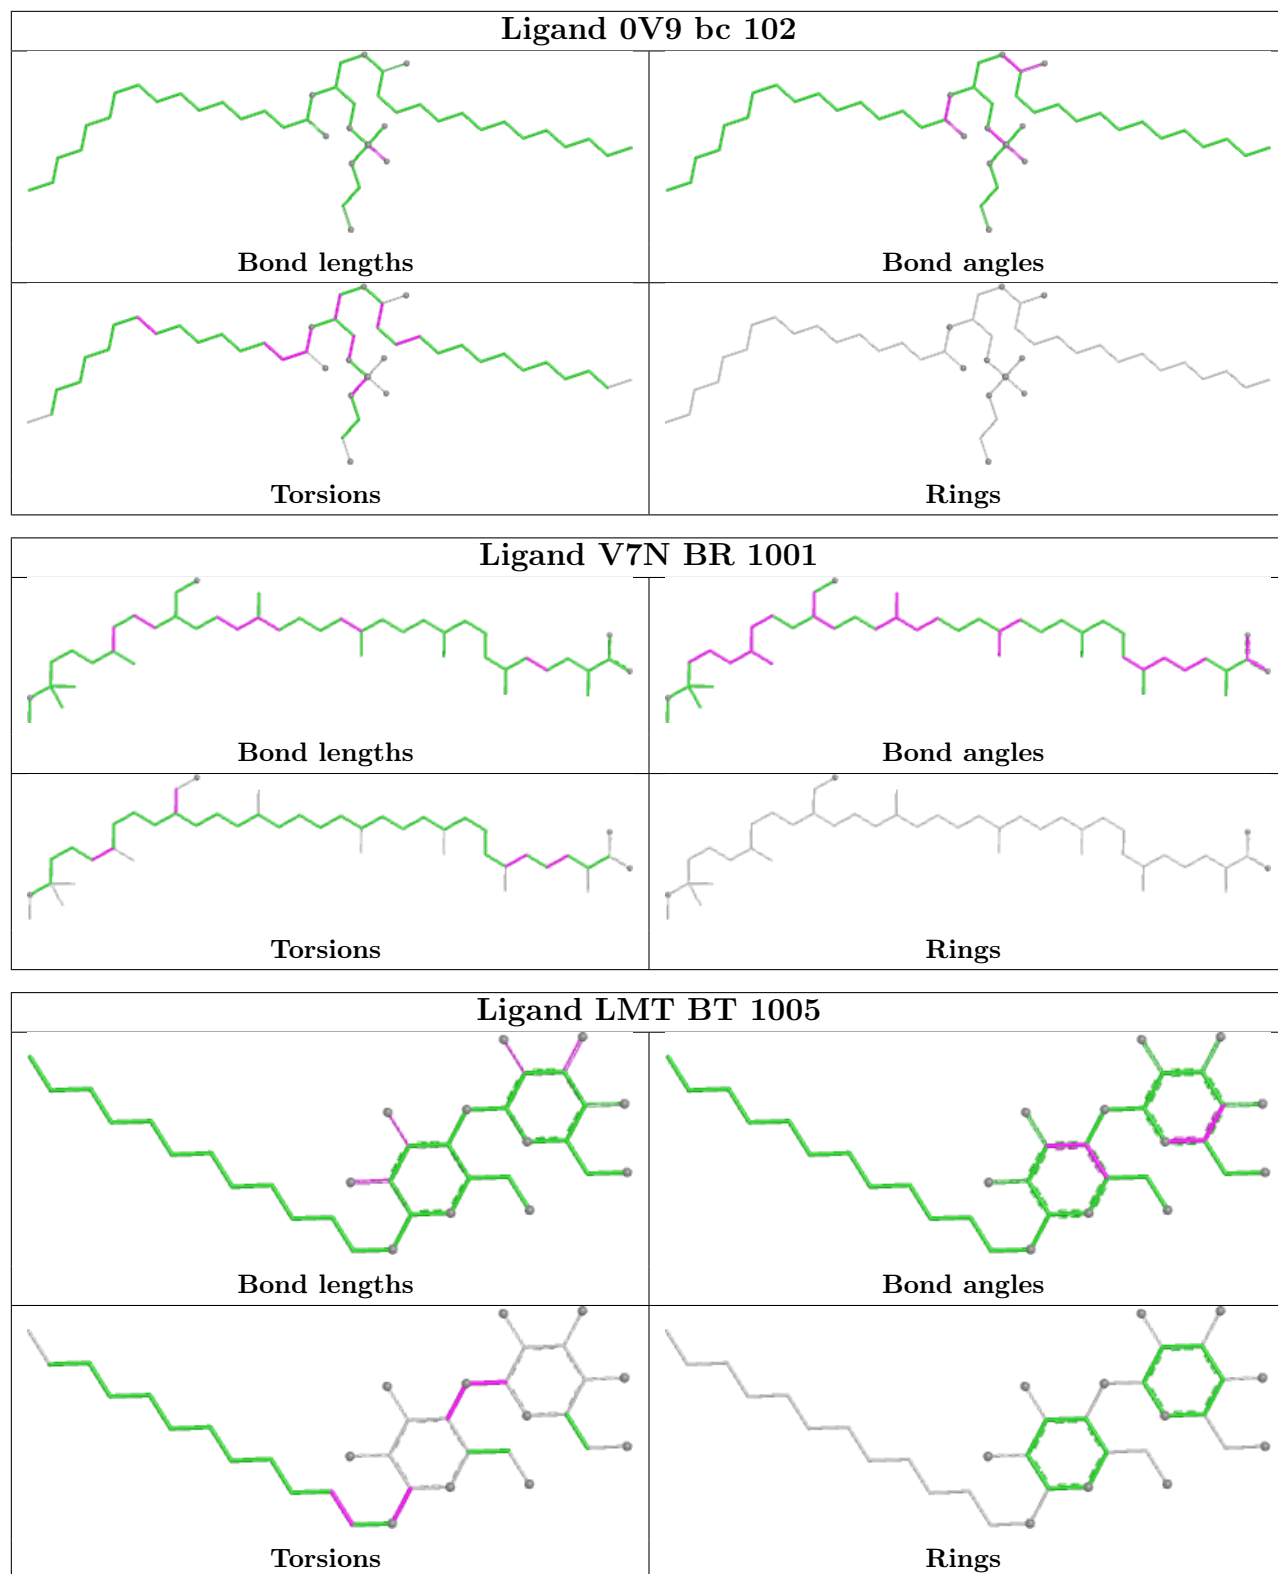 Ligand 0V9 bc 102
Bond lengths
Bond angles
Torsions
Rings
Ligand V7N BR 1001
Bond lengths
Bond angles
Torsions
Rings
Ligand LMT BT 1005
Bond lengths
Bond angles
Torsions
Rings